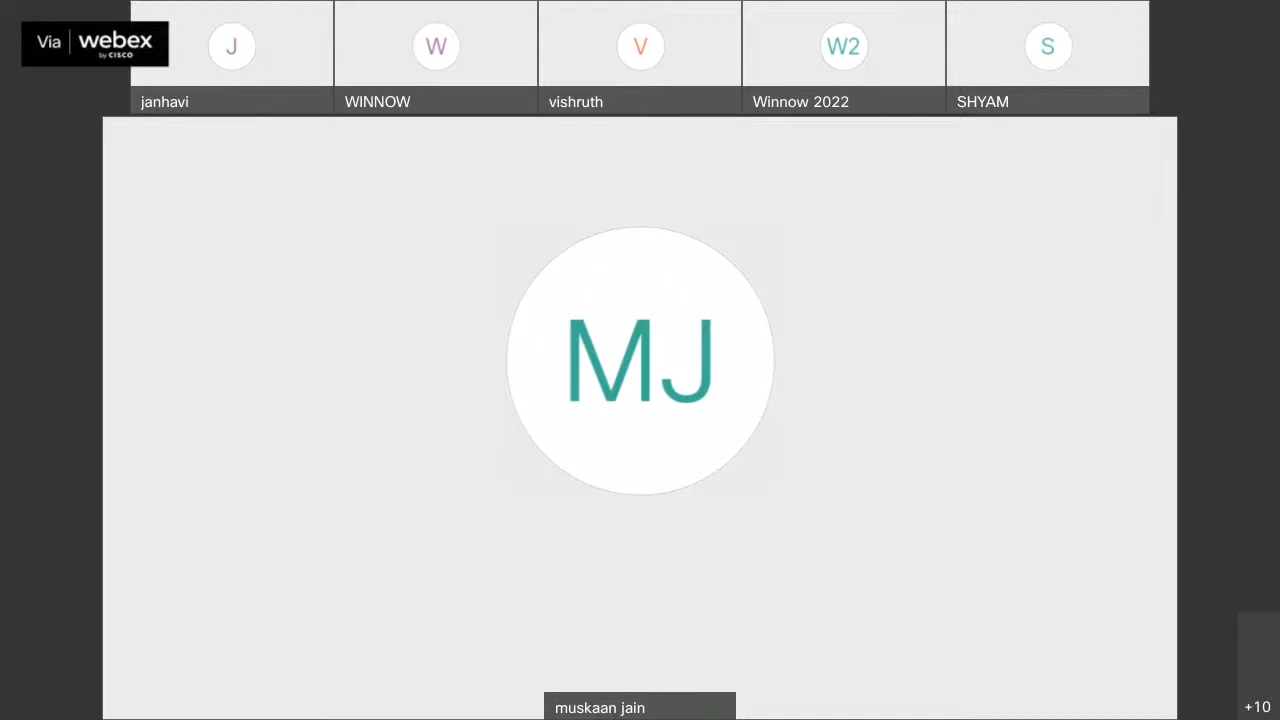 Via webex
by CISCO
J
W
V
W2
S
janhavi
WINNOW
vishruth
Winnow 2022
SHYAM
MJ
muskaan jain
+10